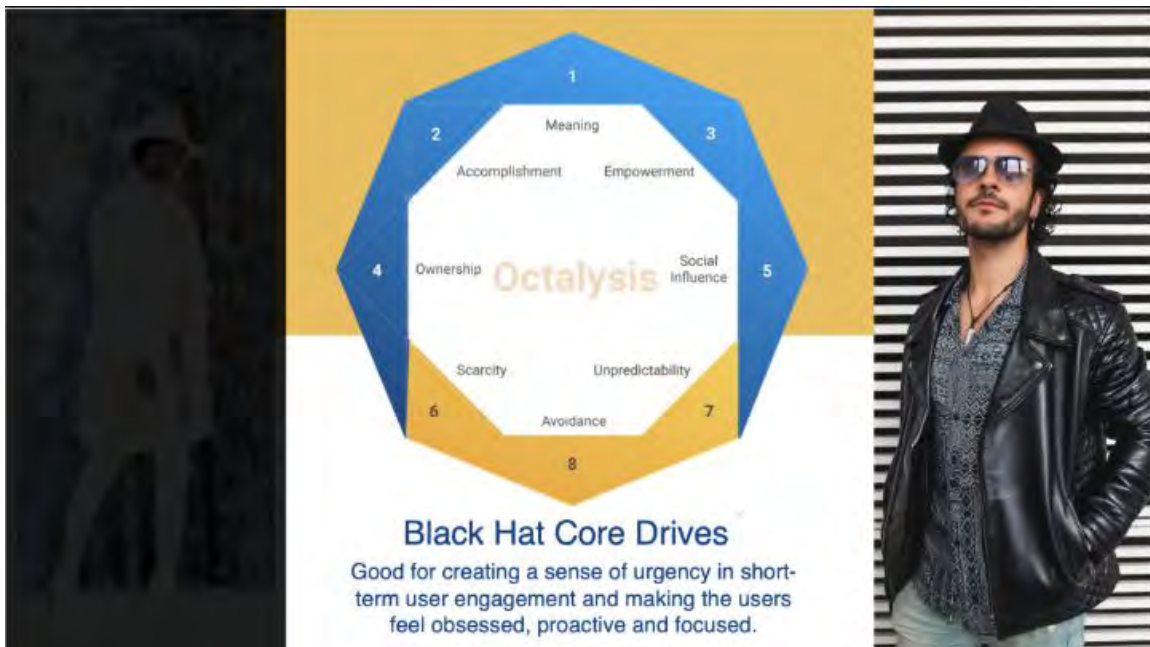 1
2
3
Meaning
Accomplishment
Empowerment
4
Ownership
Octalysis
Social
Influence
5
Scarcity
Unpredictability
6
7
Avoidance
8
Black Hat Core Drives
Good for creating a sense of urgency in short-
term user engagement and making the users
feel obsessed, proactive and focused.